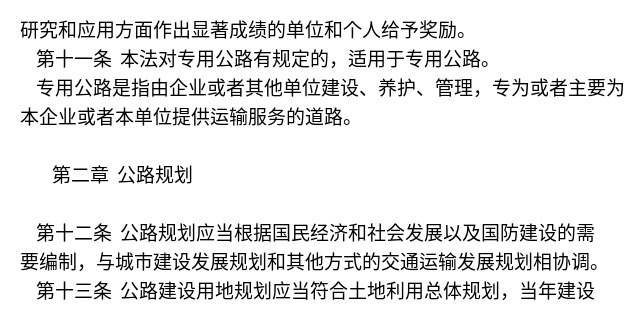 研究和应用方面作出显著成绩的单位和个人给予奖励。
第十一条 本法对专用公路有规定的，适用于专用公路。
专用公路是指由企业或者其他单位建设、养护、管理，专为或者主要为
本企业或者本单位提供运输服务的道路。
第二章 公路规划
第十二条 公路规划应当根据国民经济和社会发展以及国防建设的需
要编制，与城市建设发展规划和其他方式的交通运输发展规划相协调。
第十三条 公路建设用地规划应当符合土地利用总体规划，当年建设